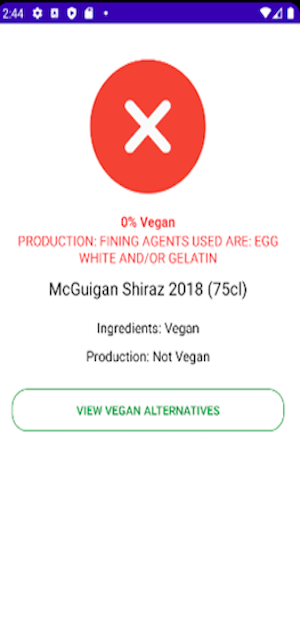 2:44
0% Vegan
PRODUCTION: FINING AGENTS USED ARE: EGG
WHITE AND/OR GELATIN
McGuigan Shiraz 2018 (75cl)
Ingredients: Vegan
Production: Not Vegan
VIEW VEGAN ALTERNATIVES